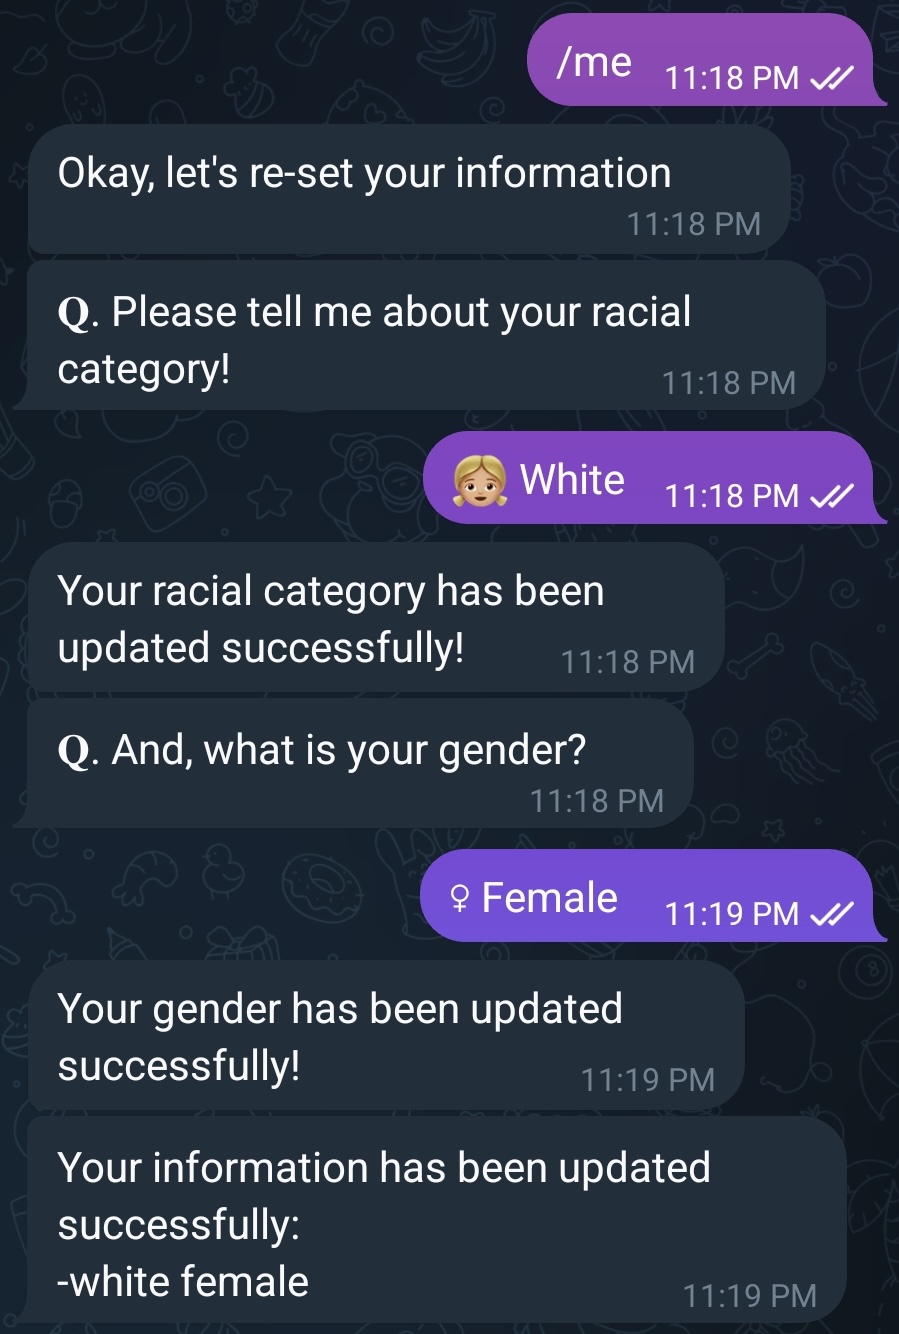 /me 11:18 PM
Okay, let's re-set your information
11:18 PM
Q. Please tell me about your racial
category! 11:18 PM
👧🏼 White 11:18 PM
Your racial category has been
updated successfully! 11:18 PM
Q. And, what is your gender?
11:18 PM
♀ Female 11:19 PM
Your gender has been updated
successfully! 11:19 PM
Your information has been updated
successfully:
-white female 11:19 PM